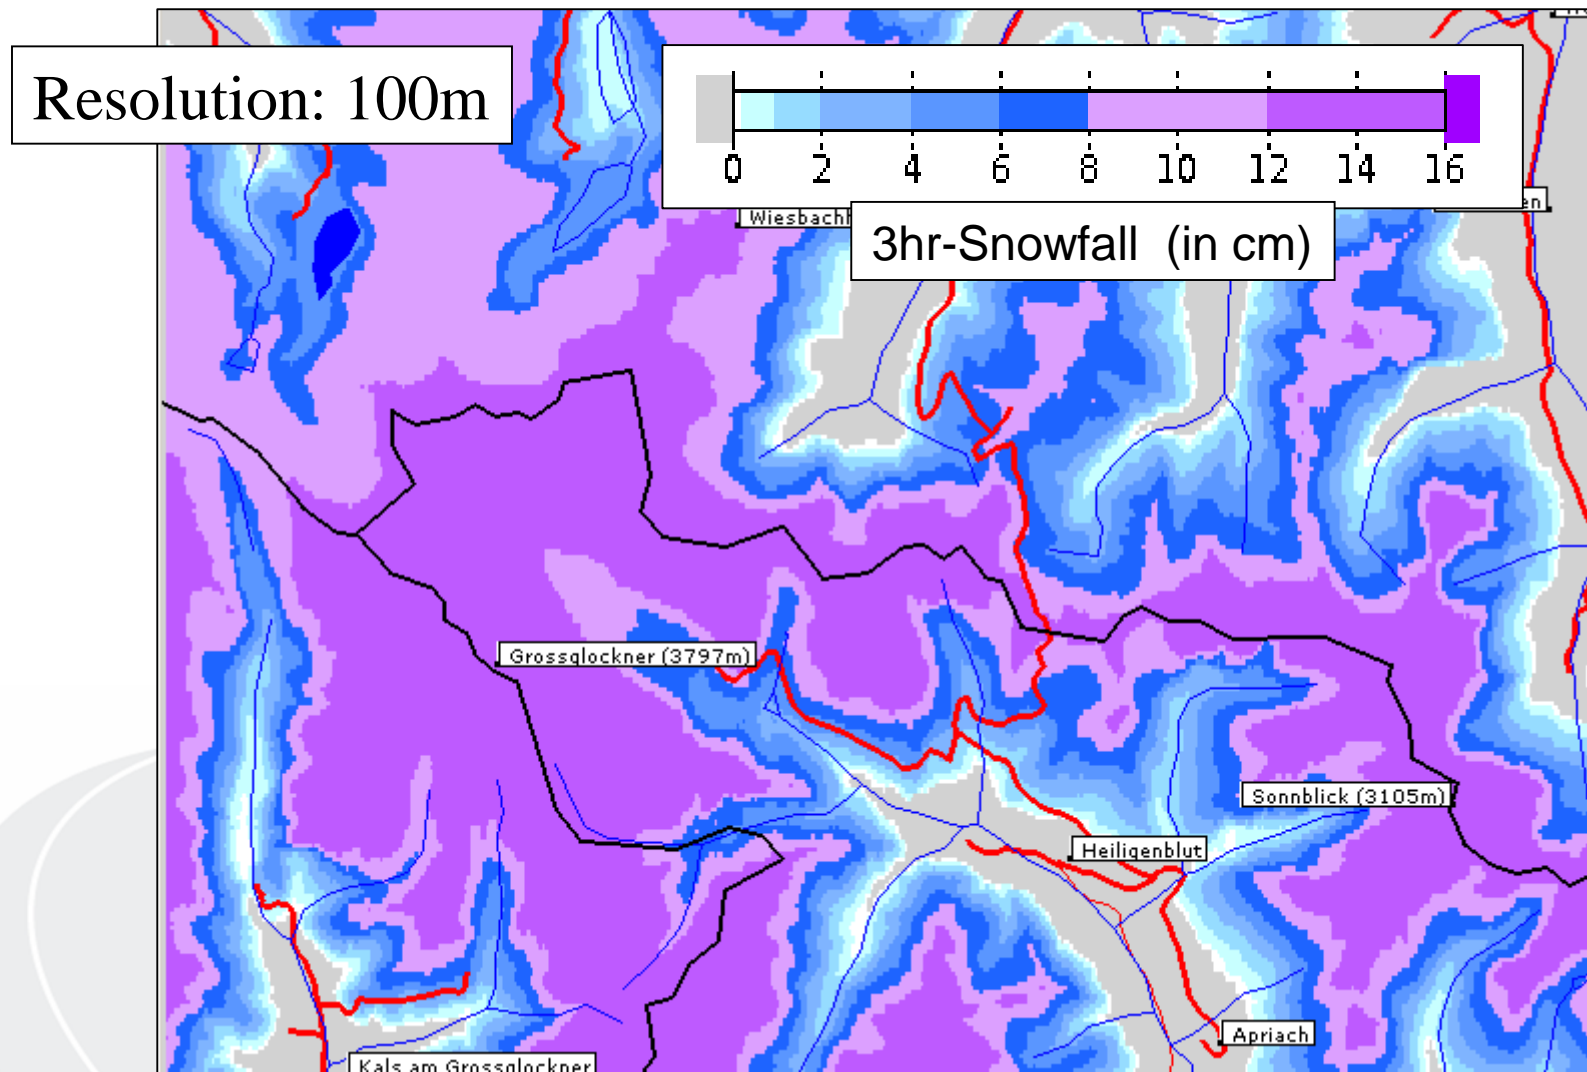 Resolution: 100m
0 2 4 6 8 10 12 14 16
3hr-Snowfall (in cm)
Grossglockner (3797m)
Sonnblick (3105m)
Heiligenblut
Apriach
Kals am Grossglockner